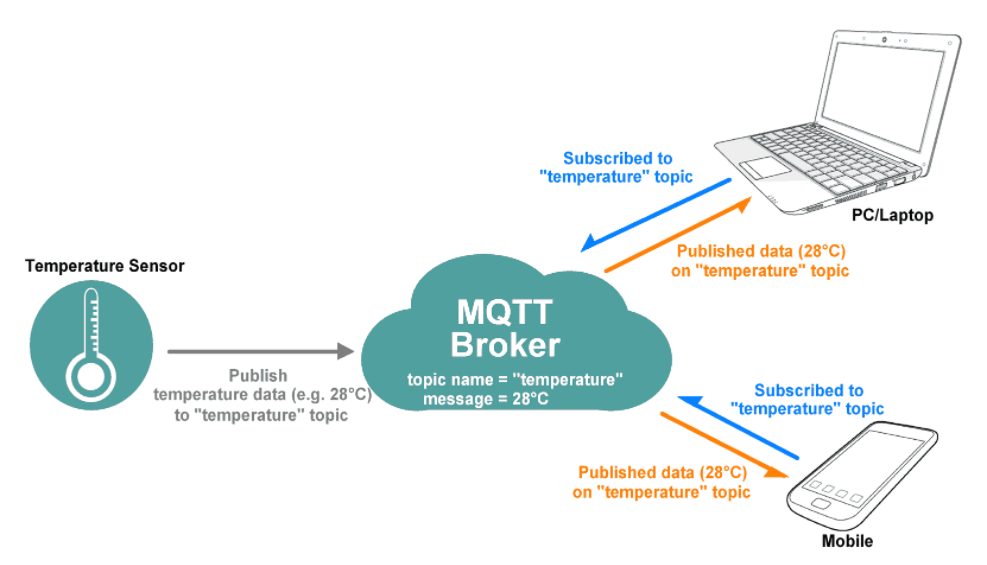 Subscribed to
"temperature" topic
PC/Laptop
Published data (28°C)
on "temperature" topic
Temperature Sensor
MQTT
Broker
topic name = "temperature"
message = 28°C
Publish
temperature data (e.g. 28°C)
to "temperature" topic
Subscribed to
"temperature" topic
Published data (28°C)
on "temperature" topic
Mobile